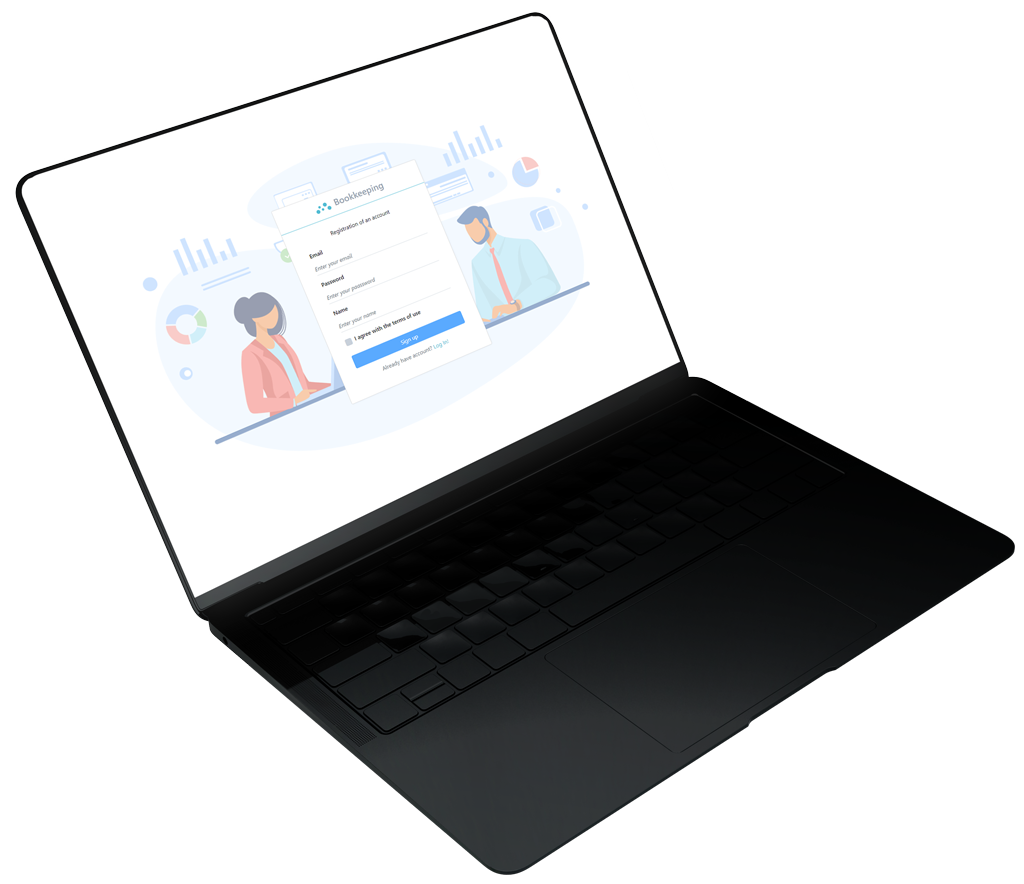 Bookkeeping
Registration of an account
Email
Enter your email
Password
Enter your password
Name
Enter your name
I agree with the terms of use
Sign up
Already have account? Log in!